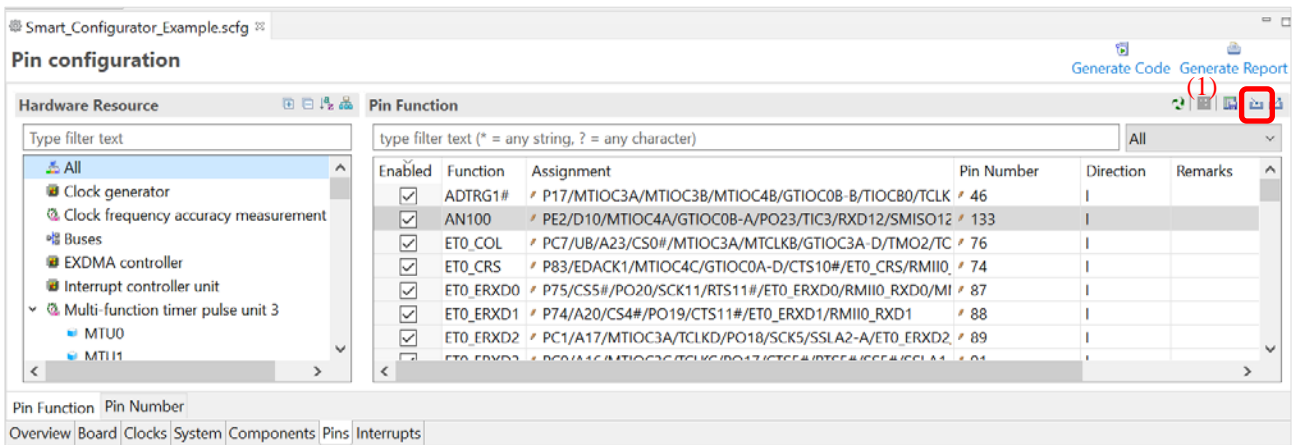 Smart_Configurator_Example.scfg
Pin configuration
Generate Code Generate Report
(1)
Hardware Resource
Pin Function
Type filter text
type filter text (* = any string, ? = any character)
All
All
Clock generator
Clock frequency accuracy measurement
Buses
EXDMA controller
Interrupt controller unit
Multi-function timer pulse unit 3
MTU0
MTU1
Enabled Function Assignment Pin Number Direction Remarks
ADTRG1# P17/MTIOC3A/MTIOC3B/MTIOC4B/GTIOC0B-B/TIOCB0/TCLK 46 I
AN100 PE2/D10/MTIOC4A/GTIOC0B-A/PO23/TIC3/RXD12/SMISO12 133 I
ET0_COL PC7/UB/A23/CS0#/MTIOC3A/MTCLKB/GTIOC3A-D/TMO2/TC 76 I
ET0_CRS P83/EDACK1/MTIOC4C/GTIOC0A-D/CTS10#/ET0_CRS/RMII0_ 74 I
ET0_ERXD0 P75/CS5#/PO20/SCK11/RTS11#/ET0_ERXD0/RMII0_RXD0/MI 87 I
ET0_ERXD1 P74/A20/CS4#/PO19/CTS11#/ET0_ERXD1/RMII0_RXD1 88 I
ET0_ERXD2 PC1/A17/MTIOC3A/TCLKD/PO18/SCK5/SSLA2-A/ET0_ERXD2, 89 I
Pin Function Pin Number
Overview Board Clocks System Components Pins Interrupts